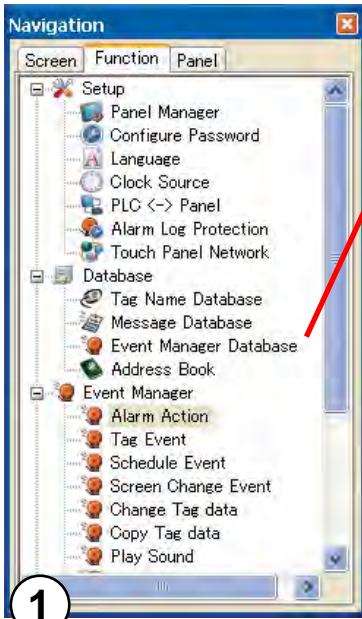 Navigation
Screen Function Panel
Setup
Panel Manager
Configure Password
Language
Clock Source
PLC <-> Panel
Alarm Log Protection
Touch Panel Network
Database
Tag Name Database
Message Database
Event Manager Database
Address Book
Event Manager
Alarm Action
Tag Event
Schedule Event
Screen Change Event
Change Tag data
Copy Tag data
Play Sound
1